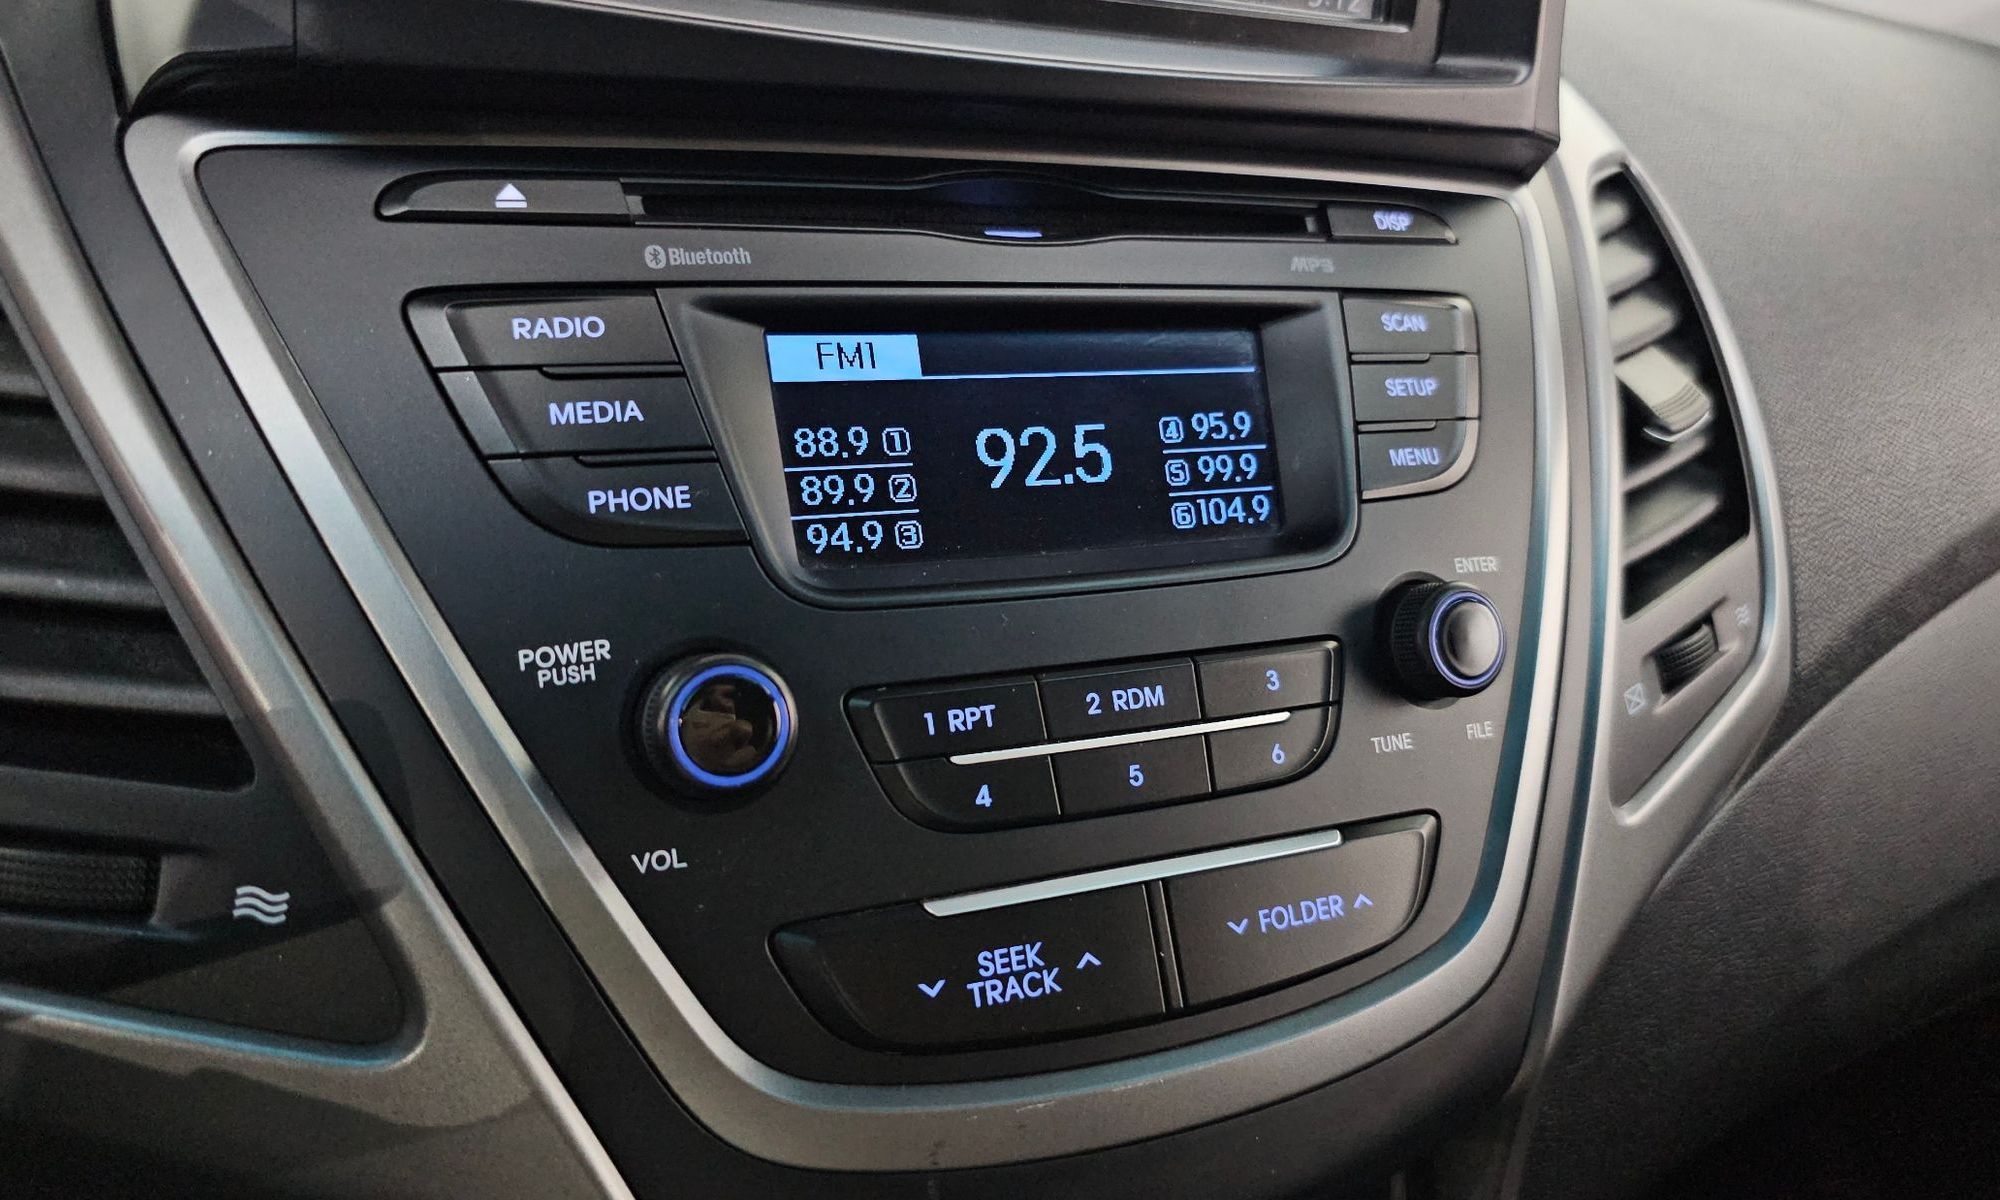 DISP
Bluetooth
MP3
RADIO
MEDIA
PHONE
FM1
88.9 1
89.9 2
94.9 3
92.5
4 95.9
5 99.9
6 104.9
SCAN
SETUP
MENU
POWER
PUSH
VOL
1 RPT
2 RDM
3
4
5
6
ENTER
TUNE
FILE
SEEK
TRACK
FOLDER